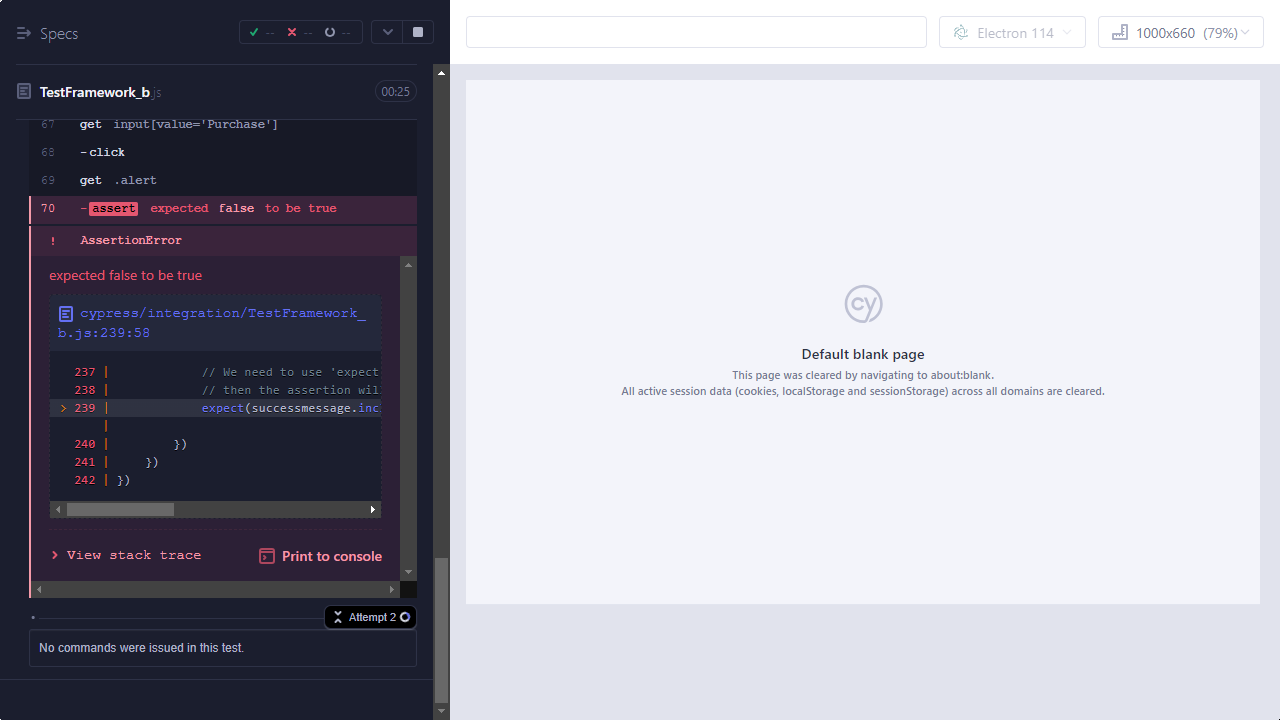 Specs
-- -- --
Electron 114
1000x660 (79%)
TestFramework_b.js
00:25
67 get input[value='Purchase']
68 -click
69 get .alert
70 -assert expected false to be true
! AssertionError
expected false to be true
cypress/integration/TestFramework_
b.js:239:58
237 | // We need to use 'expect
238 | // then the assertion wil
> 239 | expect(successmessage.inc
|
240 | })
241 | })
242 | })
View stack trace
Print to console
Attempt 2
No commands were issued in this test.
cy
Default blank page
This page was cleared by navigating to about:blank.
All active session data (cookies, localStorage and sessionStorage) across all domains are cleared.